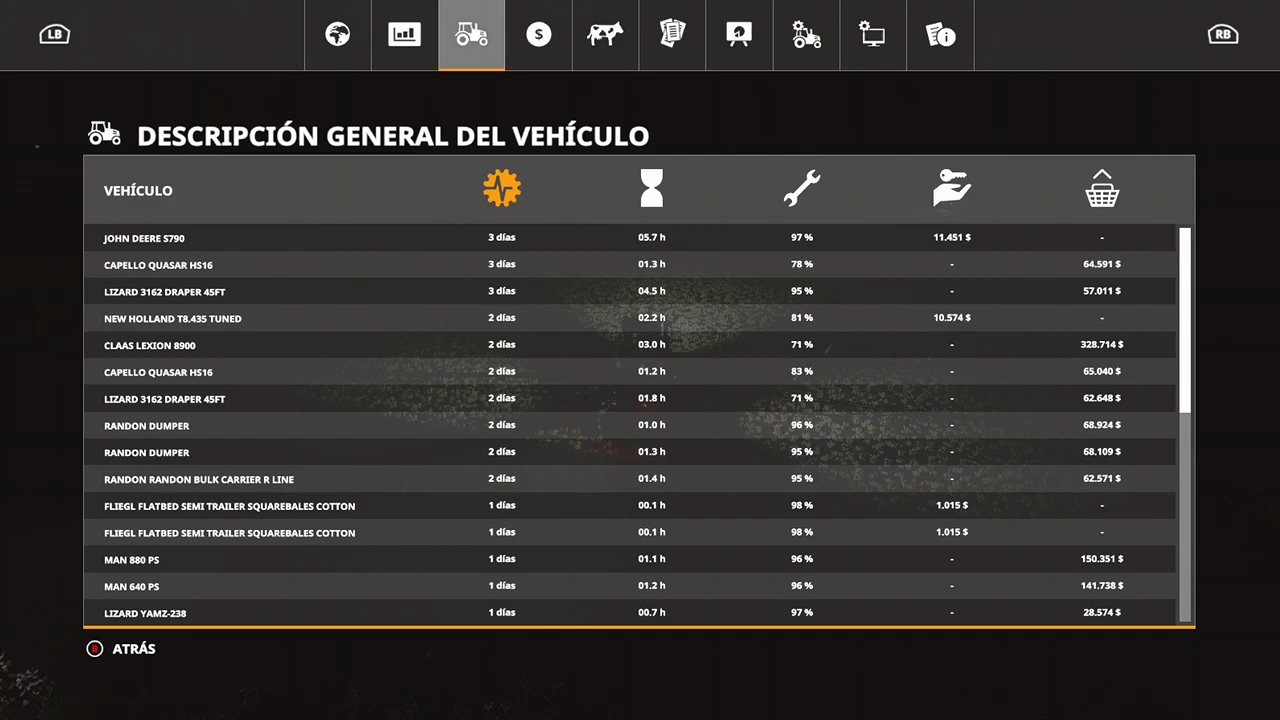 LB
$
RB
DESCRIPCIÓN GENERAL DEL VEHÍCULO
VEHÍCULO
JOHN DEERE S790 3 días 05.7 h 97 % 11.451 $ -
CAPELLO QUASAR HS16 3 días 01.3 h 78 % - 64.591 $
LIZARD 3162 DRAPER 45FT 3 días 04.5 h 95 % - 57.011 $
NEW HOLLAND T8.435 TUNED 2 días 02.2 h 81 % 10.574 $ -
CLAAS LEXION 8900 2 días 03.0 h 71 % - 328.714 $
CAPELLO QUASAR HS16 2 días 01.2 h 83 % - 65.040 $
LIZARD 3162 DRAPER 45FT 2 días 01.8 h 71 % - 62.648 $
RANDON DUMPER 2 días 01.0 h 96 % - 68.924 $
RANDON DUMPER 2 días 01.3 h 95 % - 68.109 $
RANDON RANDON BULK CARRIER R LINE 2 días 01.4 h 95 % - 62.571 $
FLIEGL FLATBED SEMI TRAILER SQUAREBALES COTTON 1 días 00.1 h 98 % 1.015 $ -
FLIEGL FLATBED SEMI TRAILER SQUAREBALES COTTON 1 días 00.1 h 98 % 1.015 $ -
MAN 880 PS 1 días 01.1 h 96 % - 150.351 $
MAN 640 PS 1 días 01.2 h 96 % - 141.738 $
LIZARD YAMZ-238 1 días 00.7 h 97 % - 28.574 $
B ATRÁS